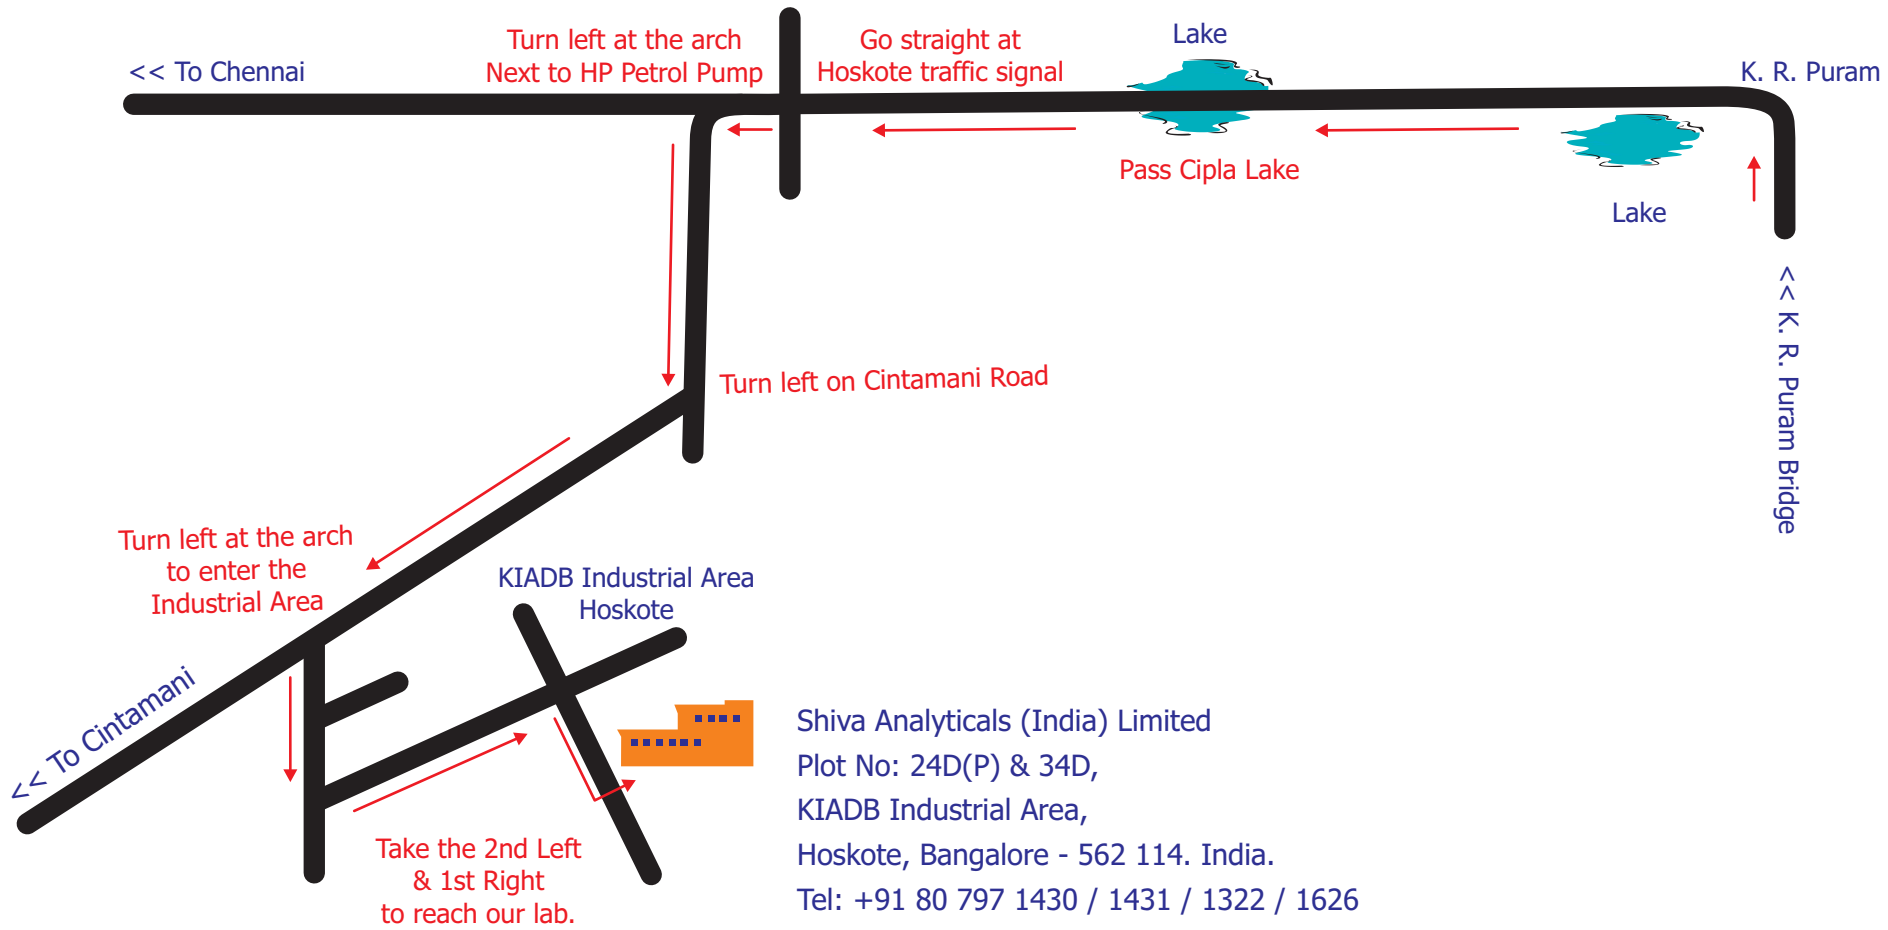 Lake
Turn left at the arch
Next to HP Petrol Pump
Go straight at
Hoskote traffic signal
<< To Chennai
K. R. Puram
Pass Cipla Lake
Lake
<< K. R. Puram Bridge
Turn left on Cintamani Road
Turn left at the arch
to enter the
Industrial Area
KIADB Industrial Area
Hoskote
<< To Cintamani
Shiva Analyticals (India) Limited
Plot No: 24D(P) & 34D,
KIADB Industrial Area,
Hoskote, Bangalore - 562 114. India.
Tel: +91 80 797 1430 / 1431 / 1322 / 1626
Take the 2nd Left
& 1st Right
to reach our lab.